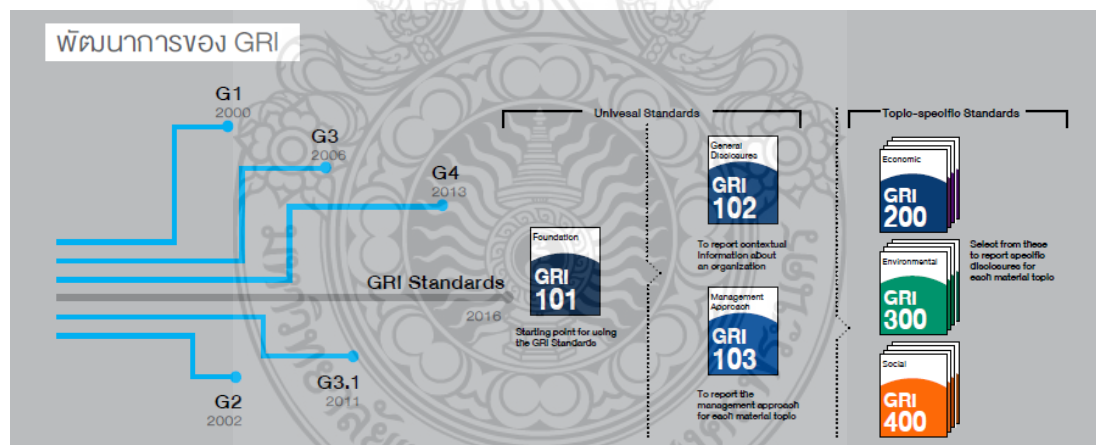 พัฒนาการของ GRI
G1
2000
G3
2006
G4
2013
GRI Standards
2016
G3.1
2011
G2
2002
Univesal Standards
Foundation
GRI
101
Starting point for using
the GRI Standards
General
Disclosures
GRI
102
To report contextual
information about
an organization
Management
Approach
GRI
103
To report the
management approach
for each material topic
Topic-specific Standards
Economic
GRI
200
Environmental
GRI
300
Social
GRI
400
Select from these
to report specific
disclosures for
each material topic